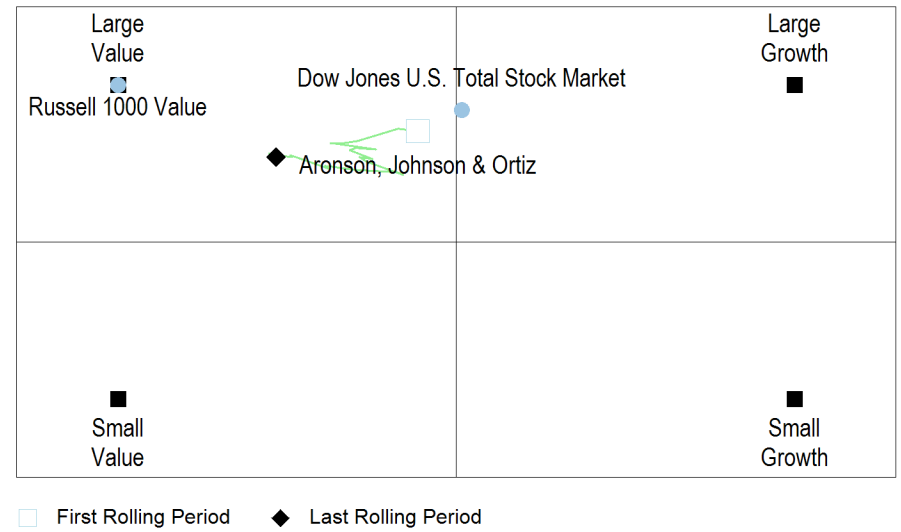 Large
Value
Large
Growth
Dow Jones U.S. Total Stock Market
Russell 1000 Value
Aronson, Johnson & Ortiz
Small
Value
Small
Growth
First Rolling Period
Last Rolling Period